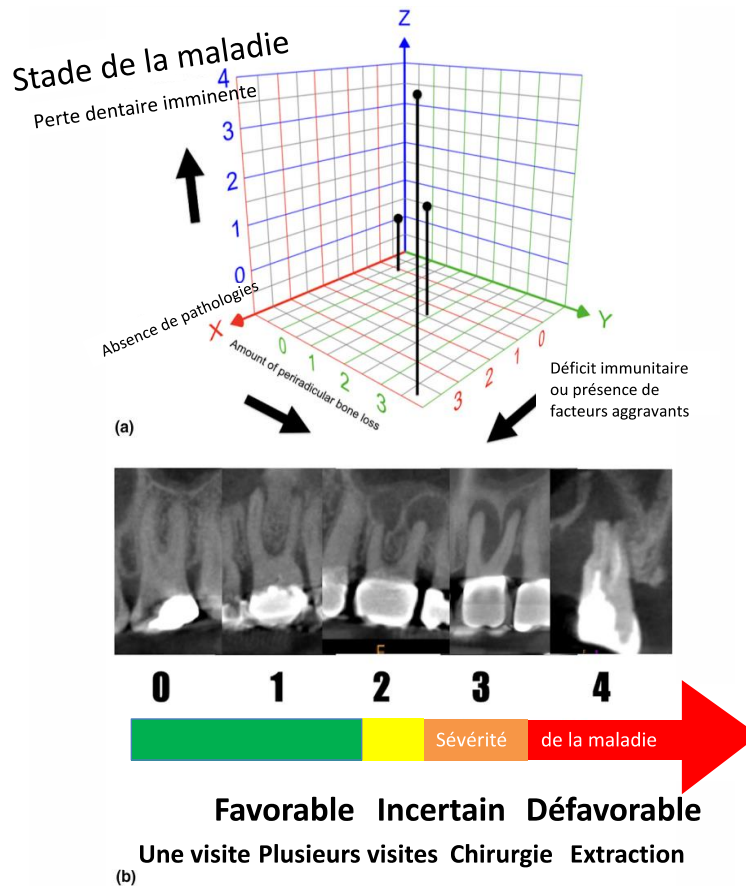 Z
Stade de la maladie
Perte dentaire imminente
4
3
2
1
0
Absence de pathologies
X
Y
0
1
2
3
0
1
2
3
Amount of periradicular bone loss
Déficit immunitaire
ou présence de
facteurs aggravants
(a)
0 1 2 3 4
Sévérité de la maladie
Favorable Incertain Défavorable
Une visite Plusieurs visites Chirurgie Extraction
(b)